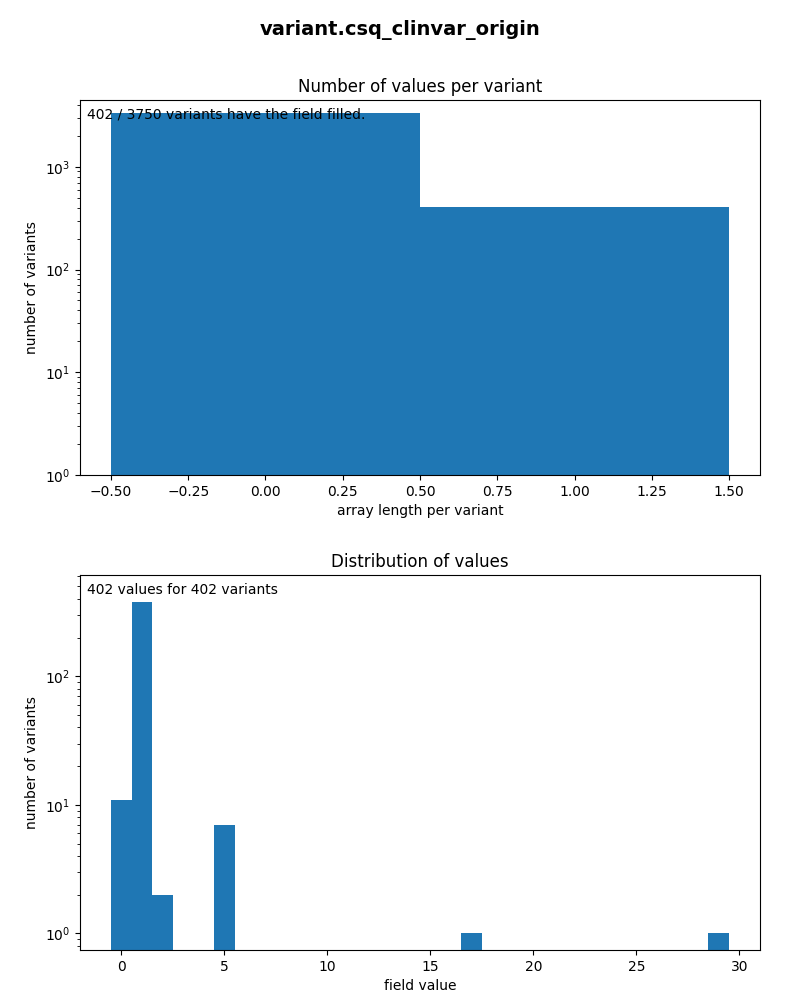 variant.csq_clinvar_origin
Number of values per variant
402 / 3750 variants have the field filled.
10³
10²
10¹
10⁰
number of variants
−0.50 −0.25 0.00 0.25 0.50 0.75 1.00 1.25 1.50
array length per variant
Distribution of values
402 values for 402 variants
10²
10¹
10⁰
number of variants
0 5 10 15 20 25 30
field value